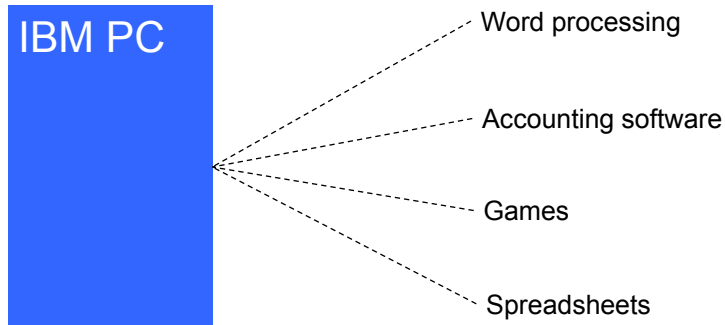 IBM PC
Word processing
Accounting software
Games
Spreadsheets